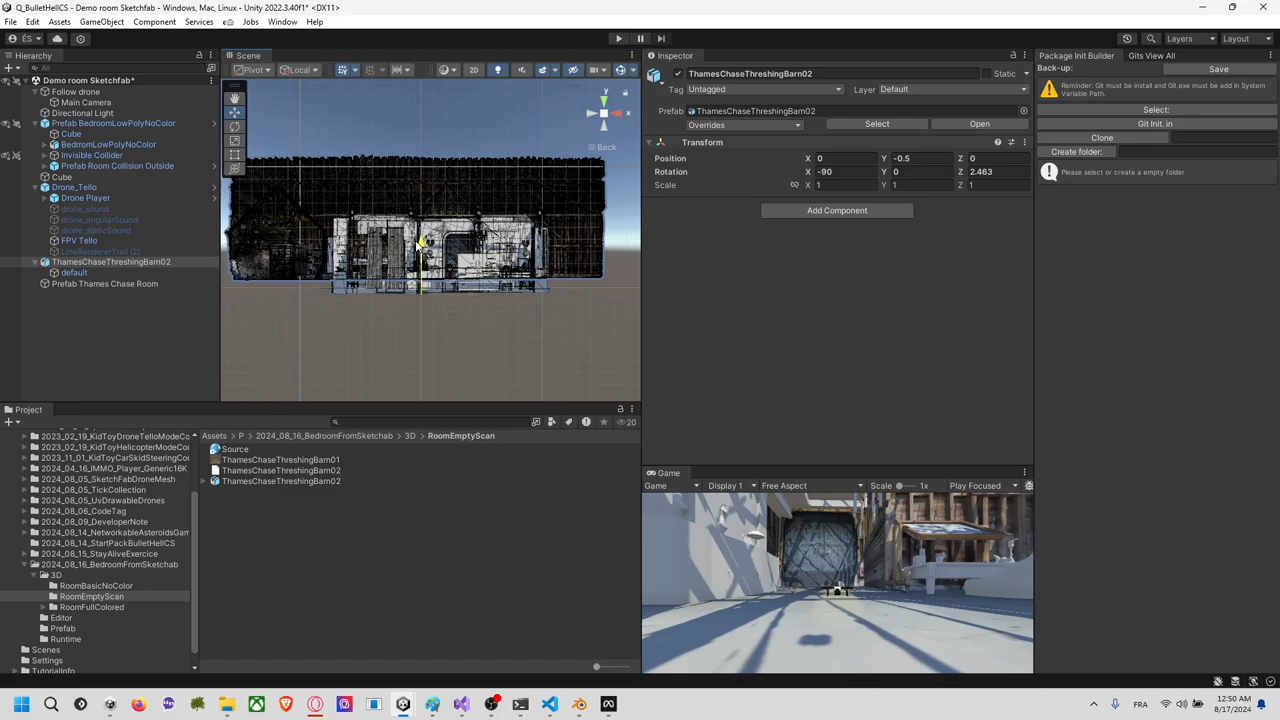 Q_BulletHellCS - Demo room Sketchfab - Windows, Mac, Linux - Unity 2022.3.40f1* <DX11>
File Edit Assets GameObject Component Services Jobs Window Help
ÉS
Layers
Layout
Hierarchy
All
Demo room Sketchfab*
Follow drone
Main Camera
Directional Light
Prefab BedroomLowPolyNoColor
Cube
BedrromLowPolyNoColor
Invisible Collider
Prefab Room Collision Outside
Cube
Drone_Tello
Drone Player
drone_sound
drone_angularSound
drone_staticSound
FPV Tello
LineRendererTrail (2)
ThamesChaseThreshingBarn02
default
Prefab Thames Chase Room
Scene
Pivot
Local
2D
y
x
Back
Inspector
ThamesChaseThreshingBarn02
Static
Tag Untagged
Layer Default
Prefab ThamesChaseThreshingBarn02
Overrides
Select
Open
Transform
Position X 0 Y -0.5 Z 0
Rotation X -90 Y 0 Z 2.463
Scale X 1 Y 1 Z 1
Add Component
Package Init Builder
Gits View All
Back-up:
Save
Reminder: Git must be install and Git.exe must be add in System
Variable Path.
Select:
Git Init. in
Clone
Create folder:
Please select or create a empty folder
Project
20
2023_02_19_KidToyDroneTelloModeCo
2023_02_19_KidToyHelicopterModeCo
2023_11_01_KidToyCarSkidSteeringCod
2024_04_16_IMMO_Player_Generic16K
2024_08_05_SketchFabDroneMesh
2024_08_05_TickCollection
2024_08_05_UvDrawableDrones
2024_08_06_CodeTag
2024_08_09_DeveloperNote
2024_08_14_NetworkableAsteroidsGam
2024_08_14_StartPackBulletHellCS
2024_08_15_StayAliveExercice
2024_08_16_BedroomFromSketchab
3D
RoomBasicNoColor
RoomEmptyScan
RoomFullColored
Editor
Prefab
Runtime
Scenes
Settings
TutorialInfo
Assets > P > 2024_08_16_BedroomFromSketchab > 3D > RoomEmptyScan
Source
ThamesChaseThreshingBarn01
ThamesChaseThreshingBarn02
ThamesChaseThreshingBarn02
Game
Game
Display 1
Free Aspect
Scale
1x
Play Focused
FRA
12:50 AM
8/17/2024